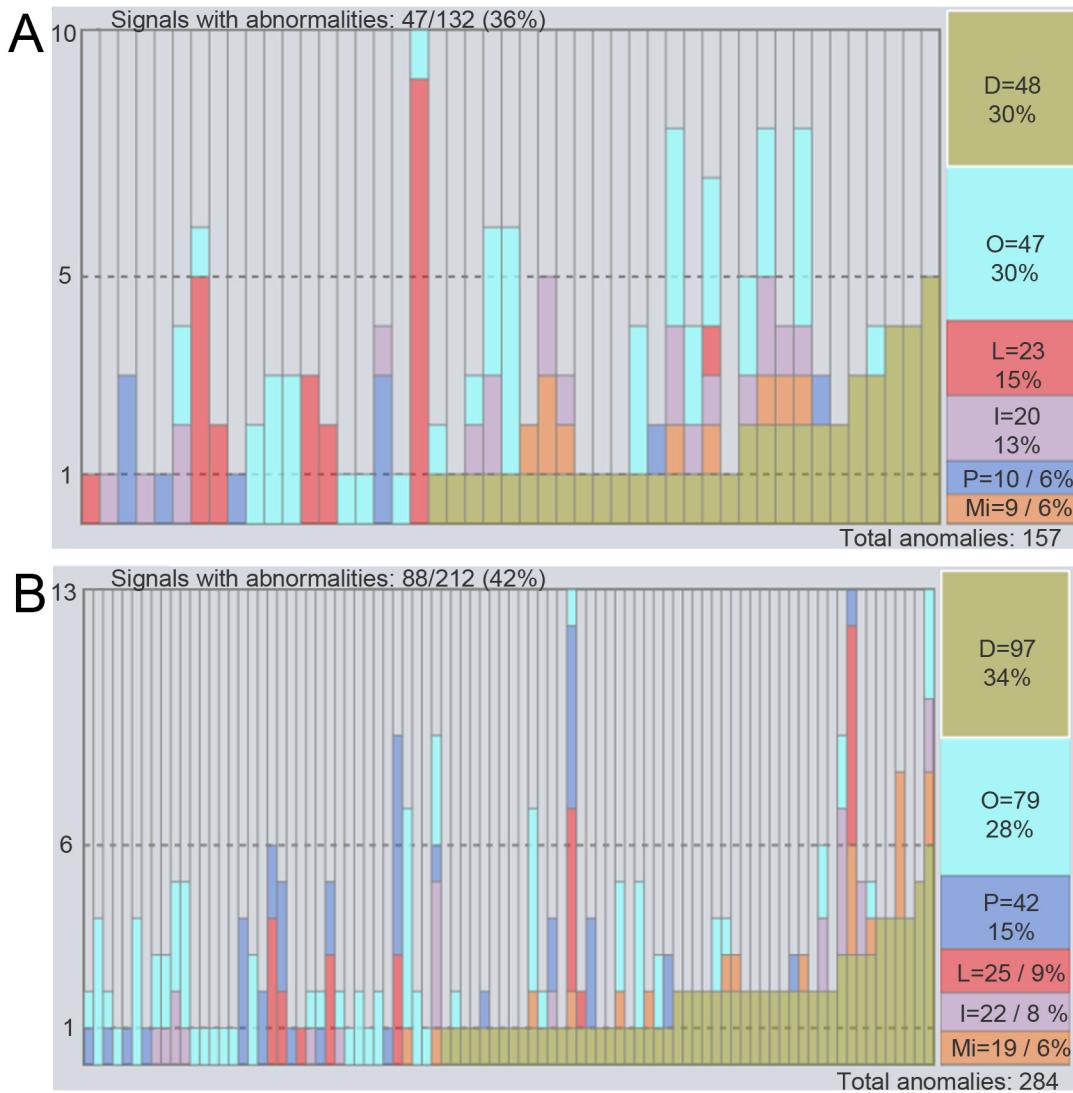 A
Signals with abnormalities: 47/132 (36%)
10
5
1
D=48
30%
O=47
30%
L=23
15%
I=20
13%
P=10 / 6%
Mi=9 / 6%
Total anomalies: 157
B
Signals with abnormalities: 88/212 (42%)
13
6
1
D=97
34%
O=79
28%
P=42
15%
L=25 / 9%
I=22 / 8 %
Mi=19 / 6%
Total anomalies: 284